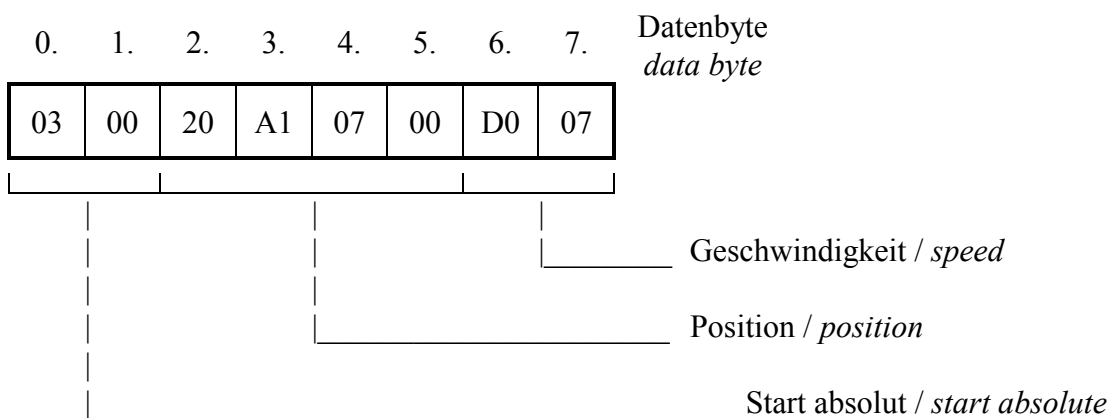 0. 1. 2. 3. 4. 5. 6. 7. Datenbyte
data byte
03 00 20 A1 07 00 D0 07
Geschwindigkeit / speed
Position / position
Start absolut / start absolute